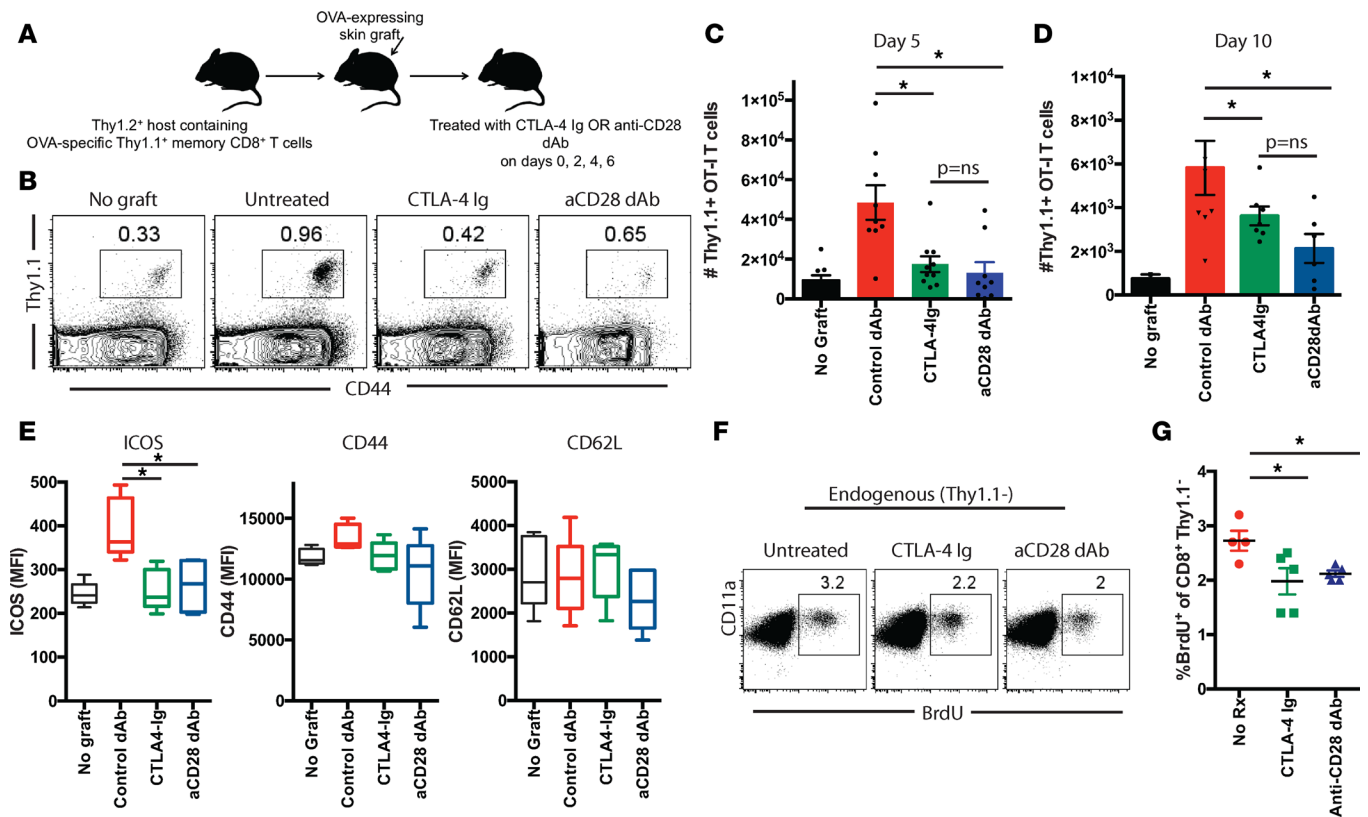 A
OVA-expressing
skin graft
Thy1.2+ host containing
OVA-specific Thy1.1+ memory CD8+ T cells
Treated with CTLA-4 Ig OR anti-CD28
dAb
on days 0, 2, 4, 6
B
No graft
Untreated
CTLA-4 Ig
aCD28 dAb
0.33
0.96
0.42
0.65
Thy1.1
CD44
C
Day 5
*
*
p=ns
# Thy1.1+ OT-I T cells
1×10⁵
8×10⁴
6×10⁴
4×10⁴
2×10⁴
0
No Graft
Control dAb
CTLA-4Ig
aCD28 dAb
D
Day 10
*
*
p=ns
#Thy1.1+ OT-I T cells
1×10⁴
8×10³
6×10³
4×10³
2×10³
0
No graft
Control dAb
CTLA4Ig
aCD28dAb
E
ICOS
*
*
ICOS (MFI)
500
400
300
200
100
0
No graft
Control dAb
CTLA4-Ig
aCD28 dAb
CD44
CD44 (MFI)
15000
10000
5000
0
No Graft
Control dAb
CTLA4-Ig
aCD28 dAb
CD62L
CD62L (MFI)
5000
4000
3000
2000
1000
0
No graft
Control dAb
CTLA4-Ig
aCD28 dAb
F
Endogenous (Thy1.1-)
Untreated
CTLA-4 Ig
aCD28 dAb
3.2
2.2
2
CD11a
BrdU
G
*
*
%BrdU+ of CD8+ Thy1.1-
4
3
2
1
0
No Rx
CTLA-4 Ig
Anti-CD28 dAb